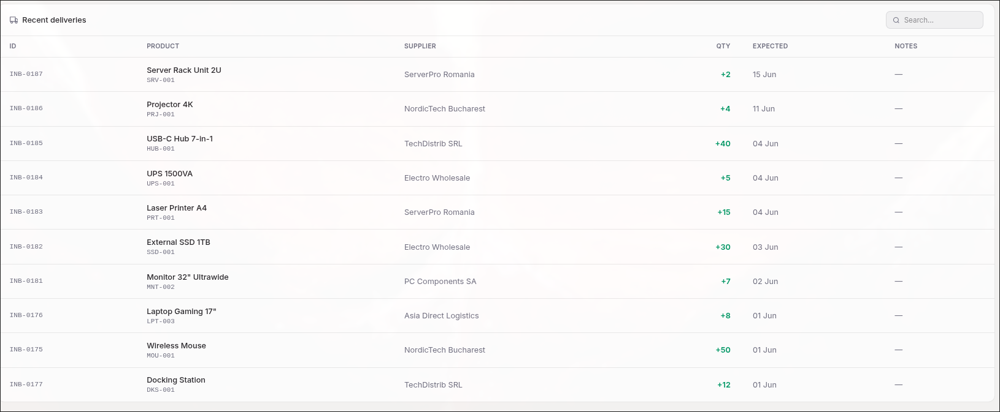 Recent deliveries
Search...
ID PRODUCT SUPPLIER QTY EXPECTED NOTES
INB-0187 Server Rack Unit 2U ServerPro Romania +2 15 Jun —
SRV-001
INB-0186 Projector 4K NordicTech Bucharest +4 11 Jun —
PRJ-001
INB-0185 USB-C Hub 7-in-1 TechDistrib SRL +40 04 Jun —
HUB-001
INB-0184 UPS 1500VA Electro Wholesale +5 04 Jun —
UPS-001
INB-0183 Laser Printer A4 ServerPro Romania +15 04 Jun —
PRT-001
INB-0182 External SSD 1TB Electro Wholesale +30 03 Jun —
SSD-001
INB-0181 Monitor 32" Ultrawide PC Components SA +7 02 Jun —
MNT-002
INB-0176 Laptop Gaming 17" Asia Direct Logistics +8 01 Jun —
LPT-003
INB-0175 Wireless Mouse NordicTech Bucharest +50 01 Jun —
MOU-001
INB-0177 Docking Station TechDistrib SRL +12 01 Jun —
DKS-001